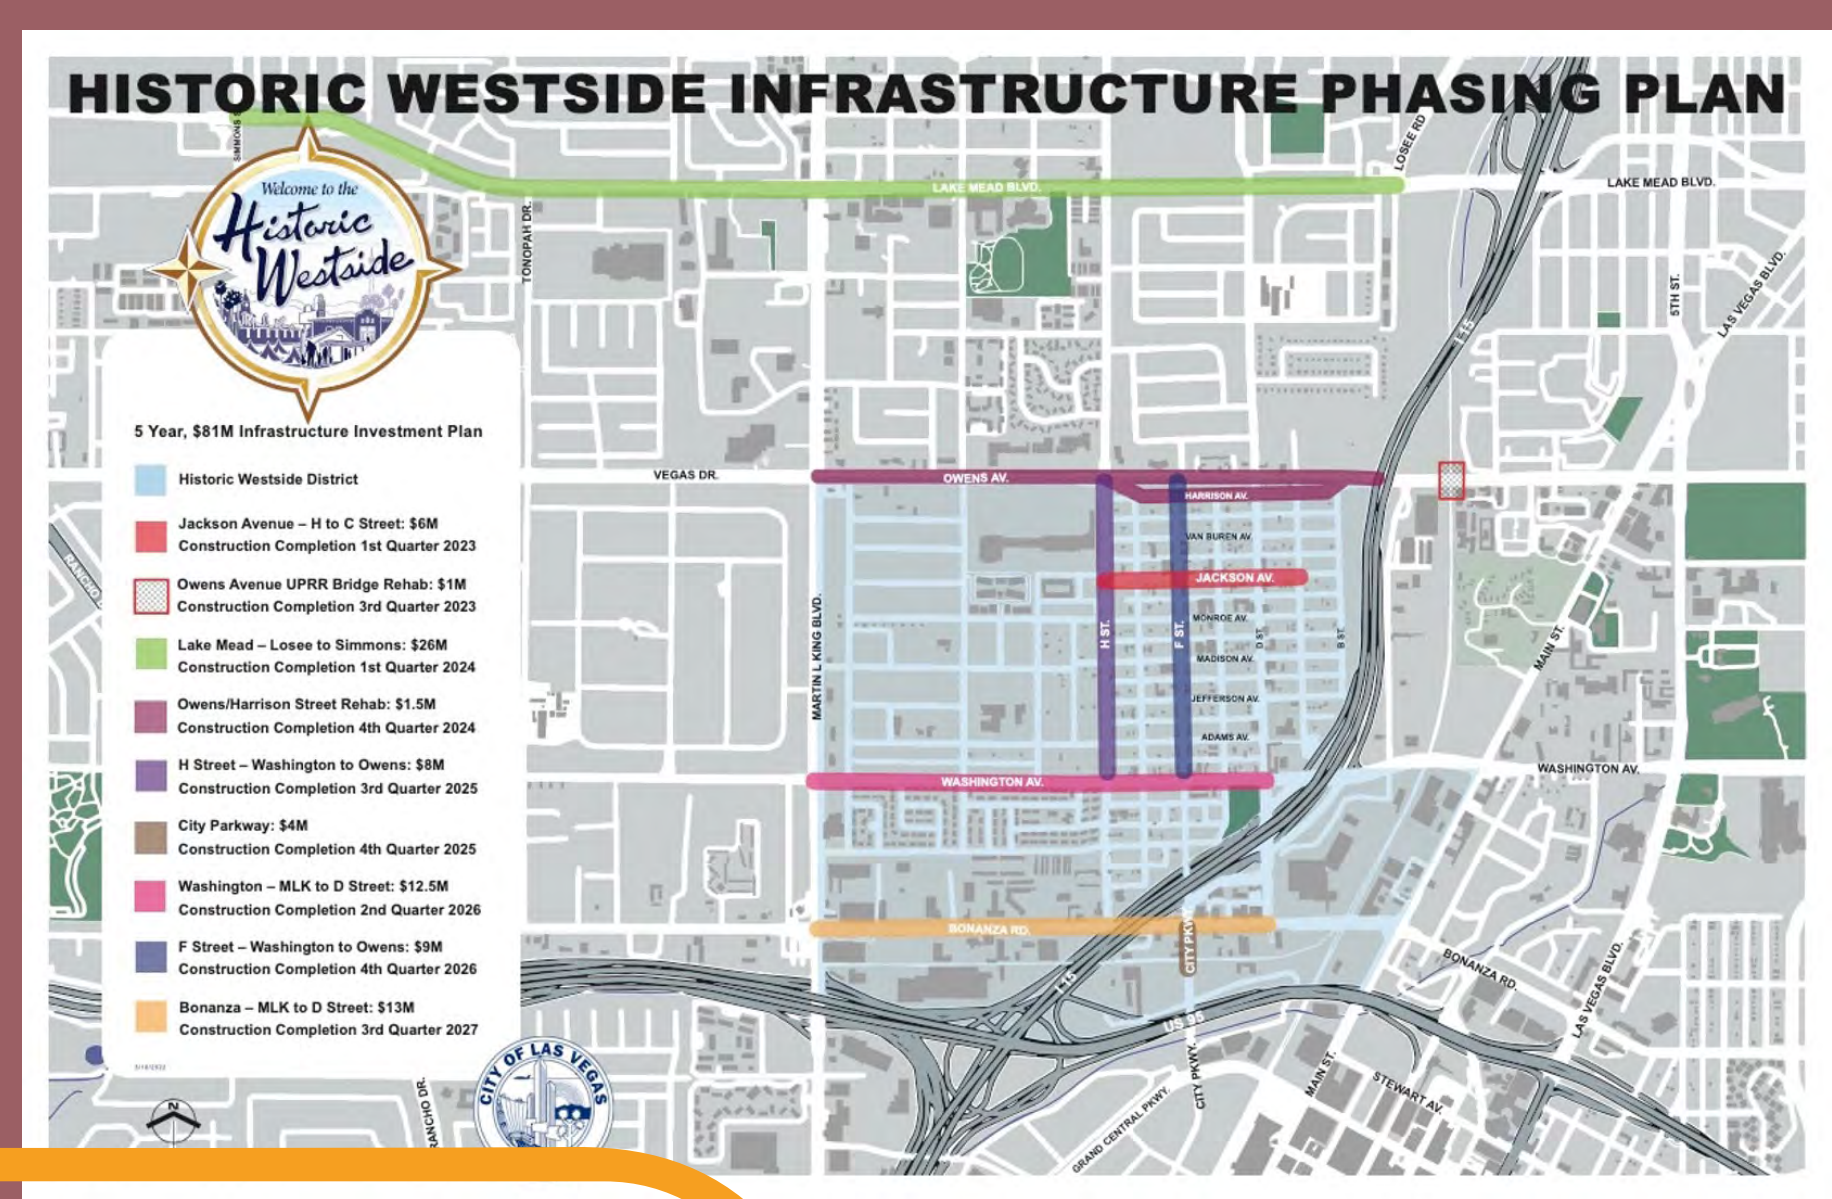 HISTORIC WESTSIDE INFRASTRUCTURE PHASING PLAN
Welcome to the
Historic
Westside
5 Year, $81M Infrastructure Investment Plan
Historic Westside District
Jackson Avenue – H to C Street: $6M
Construction Completion 1st Quarter 2023
Owens Avenue UPRR Bridge Rehab: $1M
Construction Completion 3rd Quarter 2023
Lake Mead – Losee to Simmons: $26M
Construction Completion 1st Quarter 2024
Owens/Harrison Street Rehab: $1.5M
Construction Completion 4th Quarter 2024
H Street – Washington to Owens: $8M
Construction Completion 3rd Quarter 2025
City Parkway: $4M
Construction Completion 4th Quarter 2025
Washington – MLK to D Street: $12.5M
Construction Completion 2nd Quarter 2026
F Street – Washington to Owens: $9M
Construction Completion 4th Quarter 2026
Bonanza – MLK to D Street: $13M
Construction Completion 3rd Quarter 2027
N
CITY OF LAS VEGAS
SIMMONS
LAKE MEAD BLVD.
LOSEE RD
LAKE MEAD BLVD.
TONOPAH DR.
5TH ST.
LAS VEGAS BLVD.
I-15
VEGAS DR.
OWENS AV.
HARRISON AV.
VAN BUREN AV.
JACKSON AV.
RANCHO
MARTIN L KING BLVD.
H ST.
F ST.
MONROE AV.
D ST.
B ST.
MADISON AV.
MAIN ST.
JEFFERSON AV.
ADAMS AV.
WASHINGTON AV.
WASHINGTON AV.
BONANZA RD.
CITY PKWY.
BONANZA RD.
I-15
LAS VEGAS BLVD.
US 95
CITY PKWY.
MAIN ST.
STEWART AV.
RANCHO DR.
GRAND CENTRAL PKWY.